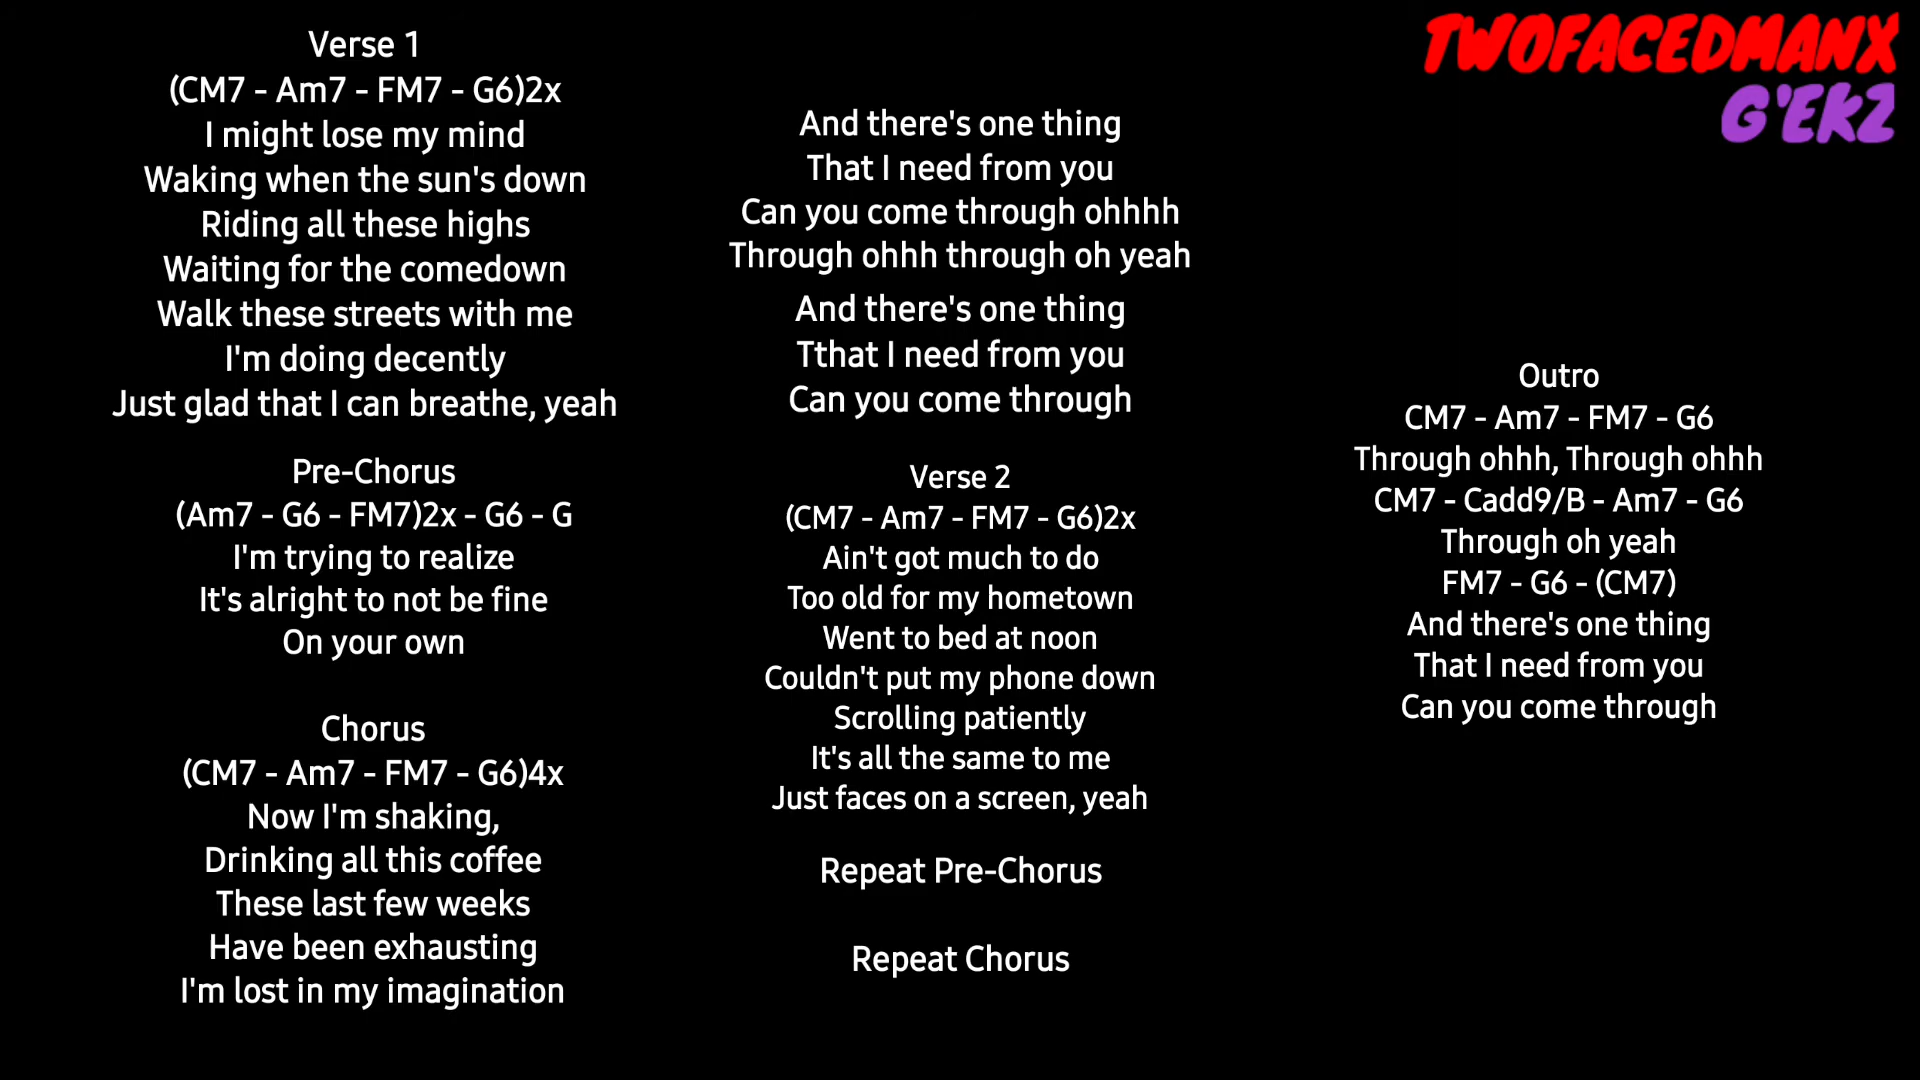 Verse 1
(CM7 - Am7 - FM7 - G6)2x
I might lose my mind
Waking when the sun's down
Riding all these highs
Waiting for the comedown
Walk these streets with me
I'm doing decently
Just glad that I can breathe, yeah
Pre-Chorus
(Am7 - G6 - FM7)2x - G6 - G
I'm trying to realize
It's alright to not be fine
On your own
Chorus
(CM7 - Am7 - FM7 - G6)4x
Now I'm shaking,
Drinking all this coffee
These last few weeks
Have been exhausting
I'm lost in my imagination
And there's one thing
That I need from you
Can you come through ohhhh
Through ohhh through oh yeah
And there's one thing
Tthat I need from you
Can you come through
Verse 2
(CM7 - Am7 - FM7 - G6)2x
Ain't got much to do
Too old for my hometown
Went to bed at noon
Couldn't put my phone down
Scrolling patiently
It's all the same to me
Just faces on a screen, yeah
Repeat Pre-Chorus
Repeat Chorus
TWOFACEDMANX
G'EKZ
Outro
CM7 - Am7 - FM7 - G6
Through ohhh, Through ohhh
CM7 - Cadd9/B - Am7 - G6
Through oh yeah
FM7 - G6 - (CM7)
And there's one thing
That I need from you
Can you come through